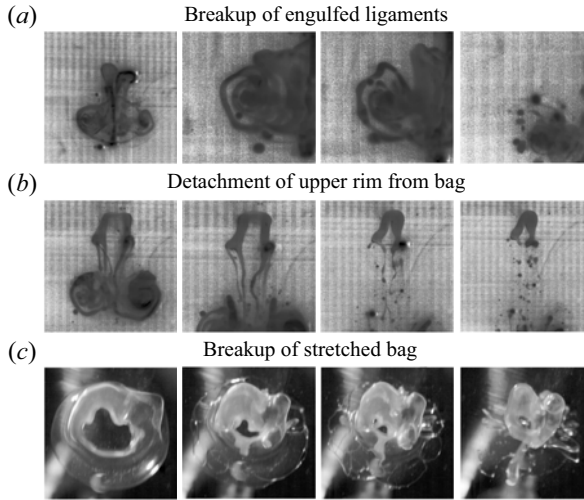 (a) Breakup of engulfed ligaments
(b) Detachment of upper rim from bag
(c) Breakup of stretched bag